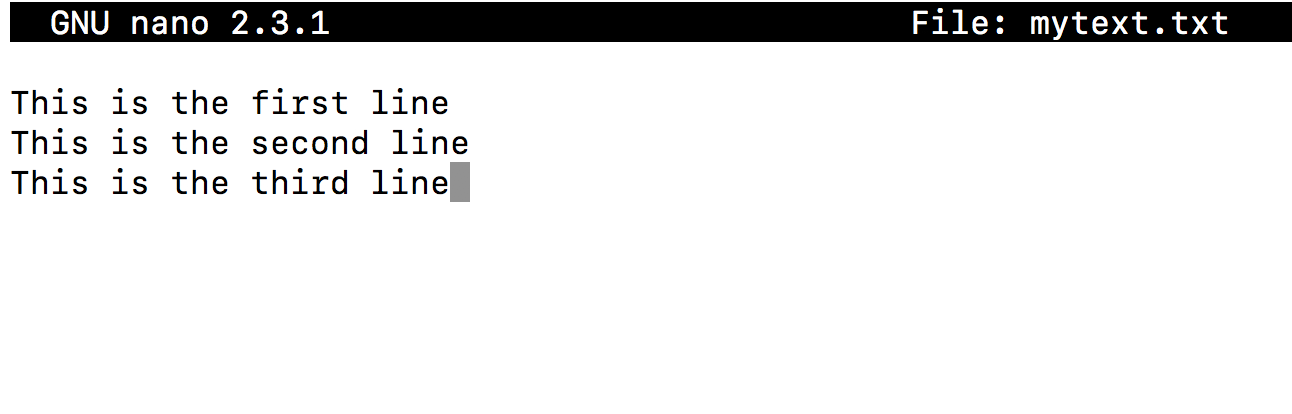 GNU nano 2.3.1 File: mytext.txt
This is the first line
This is the second line
This is the third line